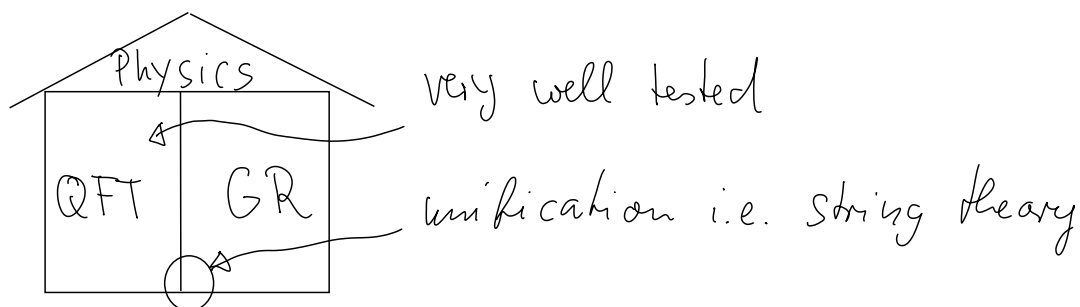 Physics
very well tested
QFT GR
unification i.e. string theory